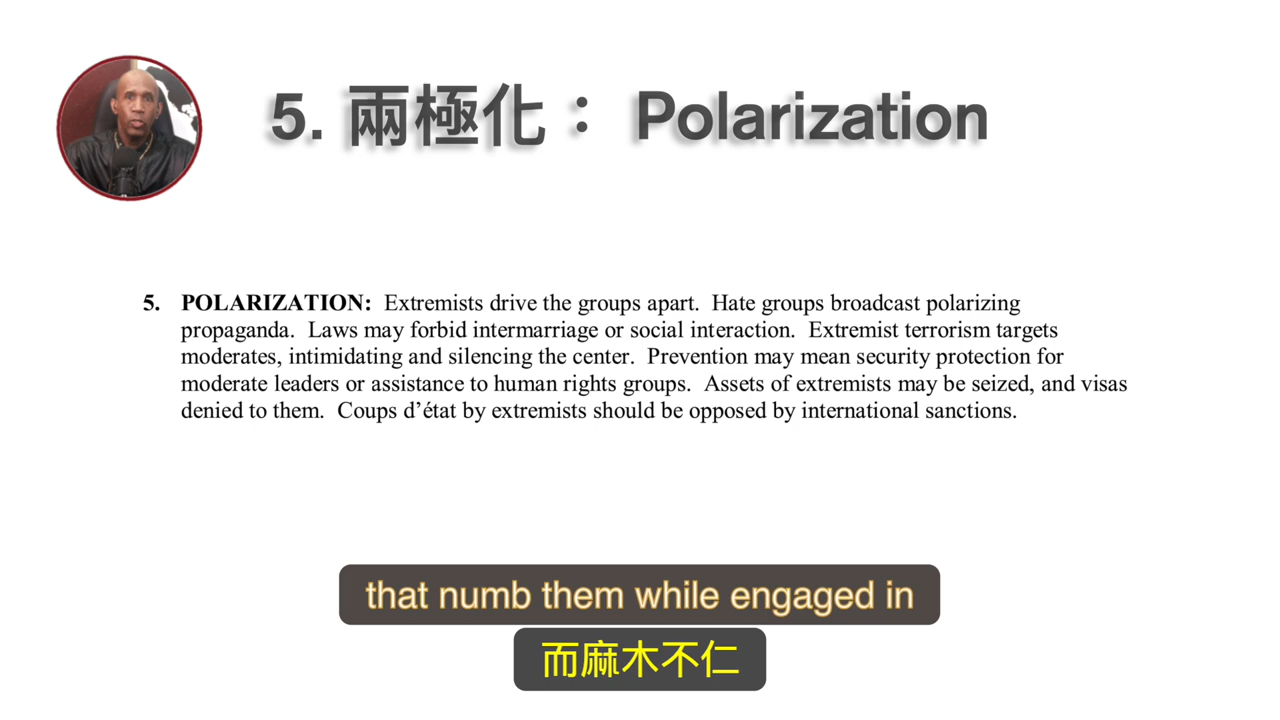 5. 兩極化： Polarization
5. POLARIZATION: Extremists drive the groups apart. Hate groups broadcast polarizing
propaganda. Laws may forbid intermarriage or social interaction. Extremist terrorism targets
moderates, intimidating and silencing the center. Prevention may mean security protection for
moderate leaders or assistance to human rights groups. Assets of extremists may be seized, and visas
denied to them. Coups d’état by extremists should be opposed by international sanctions.
that numb them while engaged in
而麻木不仁